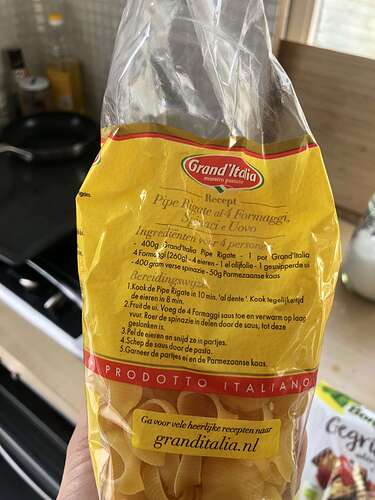 Grand'Italia
maestro pastaio
Recept
Pipe Rigate al 4 Formaggi,
Spinaci e Uovo
Ingrediënten voor 4 personen
- 400g Grand'Italia Pipe Rigate - 1 por Grand'Italia
4 Formaggi (260g) - 4 eieren - 1 el olijfolie - 1 gesnipperde ui
- 400 gram verse spinazie - 50g Parmezaanse kaas
Bereidingswijze
1.Kook de Pipe Rigate in 10 min. 'al dente'. Kook tegelijkertijd
de eieren in 8 min.
2.Fruit de ui. Voeg de 4 Formaggi saus toe en verwarm op laag
vuur. Roer de spinazie in delen door de saus, tot deze
geslonken is.
3.Pel de eieren en snijd ze in partjes.
4.Schep de saus door de pasta.
5.Garneer de partjes ei en de Parmezaanse kaas.
PRODOTTO ITALIANO
Ga voor vele heerlijke recepten naar
granditalia.nl